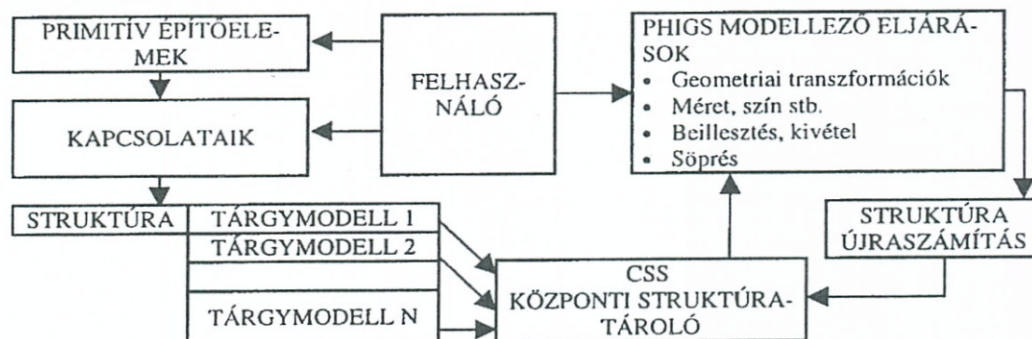 PRIMITÍV ÉPÍTŐELE-
MEK
KAPCSOLATAIK
FELHASZ-
NÁLÓ
PHIGS MODELLEZŐ ELJÁRÁ-
SOK
• Geometriai transzformációk
• Méret, szín stb.
• Beillesztés, kivétel
• Söprés
STRUKTÚRA
TÁRGYMODELL 1
TÁRGYMODELL 2
TÁRGYMODELL N
CSS
KÖZPONTI STRUKTÚRA-
TÁROLÓ
STRUKTÚRA
ÚJRASZÁMÍTÁS